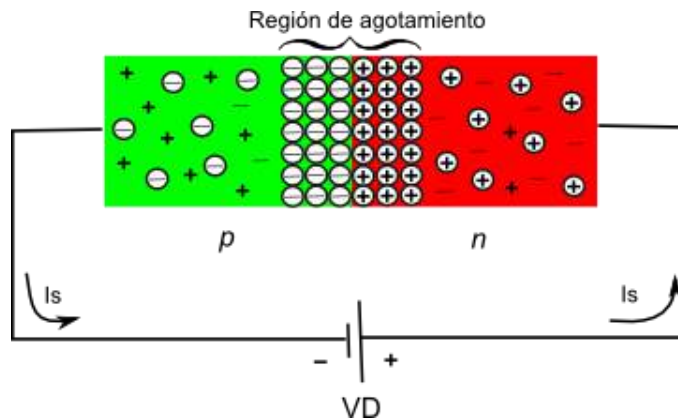 Región de agotamiento
p
n
Is
Is
− +
VD